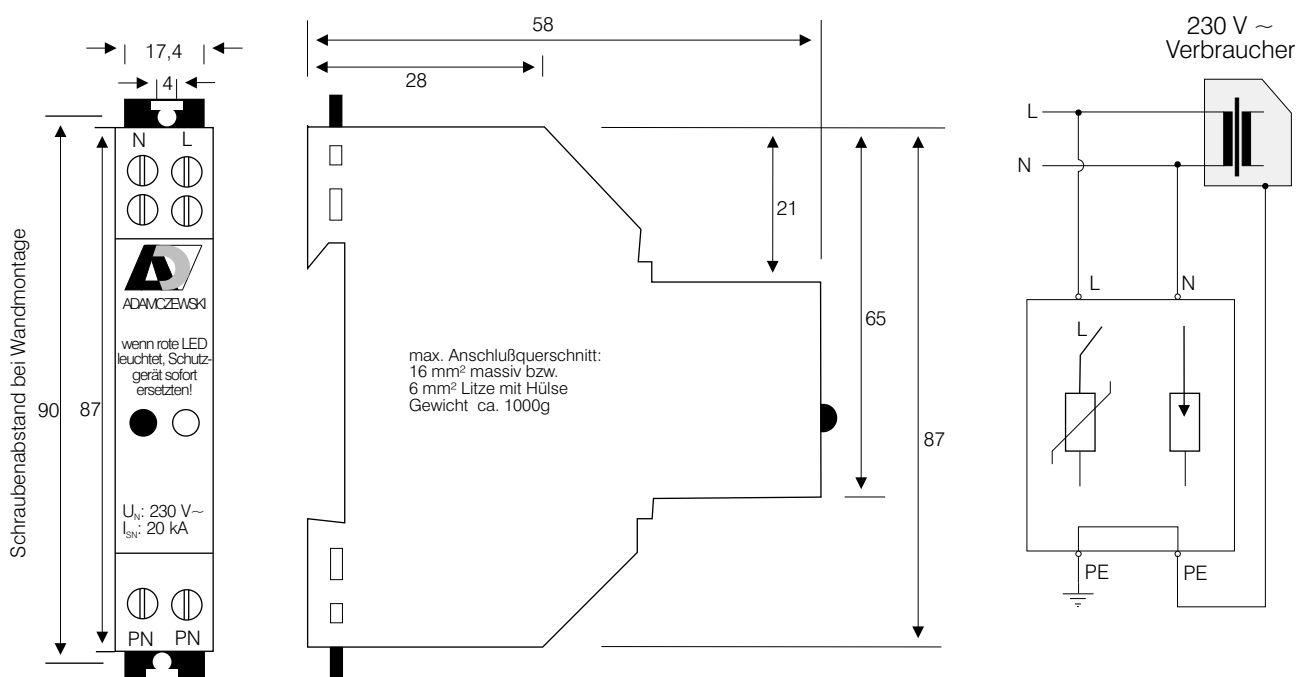 17,4
4
N L
ADAMCZEWSKI
wenn rote LED
leuchtet, Schutz-
gerät sofort
ersetzten!
U_N: 230 V~
I_SN: 20 kA
PN PN
Schraubenabstand bei Wandmontage
90
87
58
28
21
65
87
max. Anschlußquerschnitt:
16 mm² massiv bzw.
6 mm² Litze mit Hülse
Gewicht ca. 1000g
230 V ~
Verbraucher
L
N
L N
L
PE PE